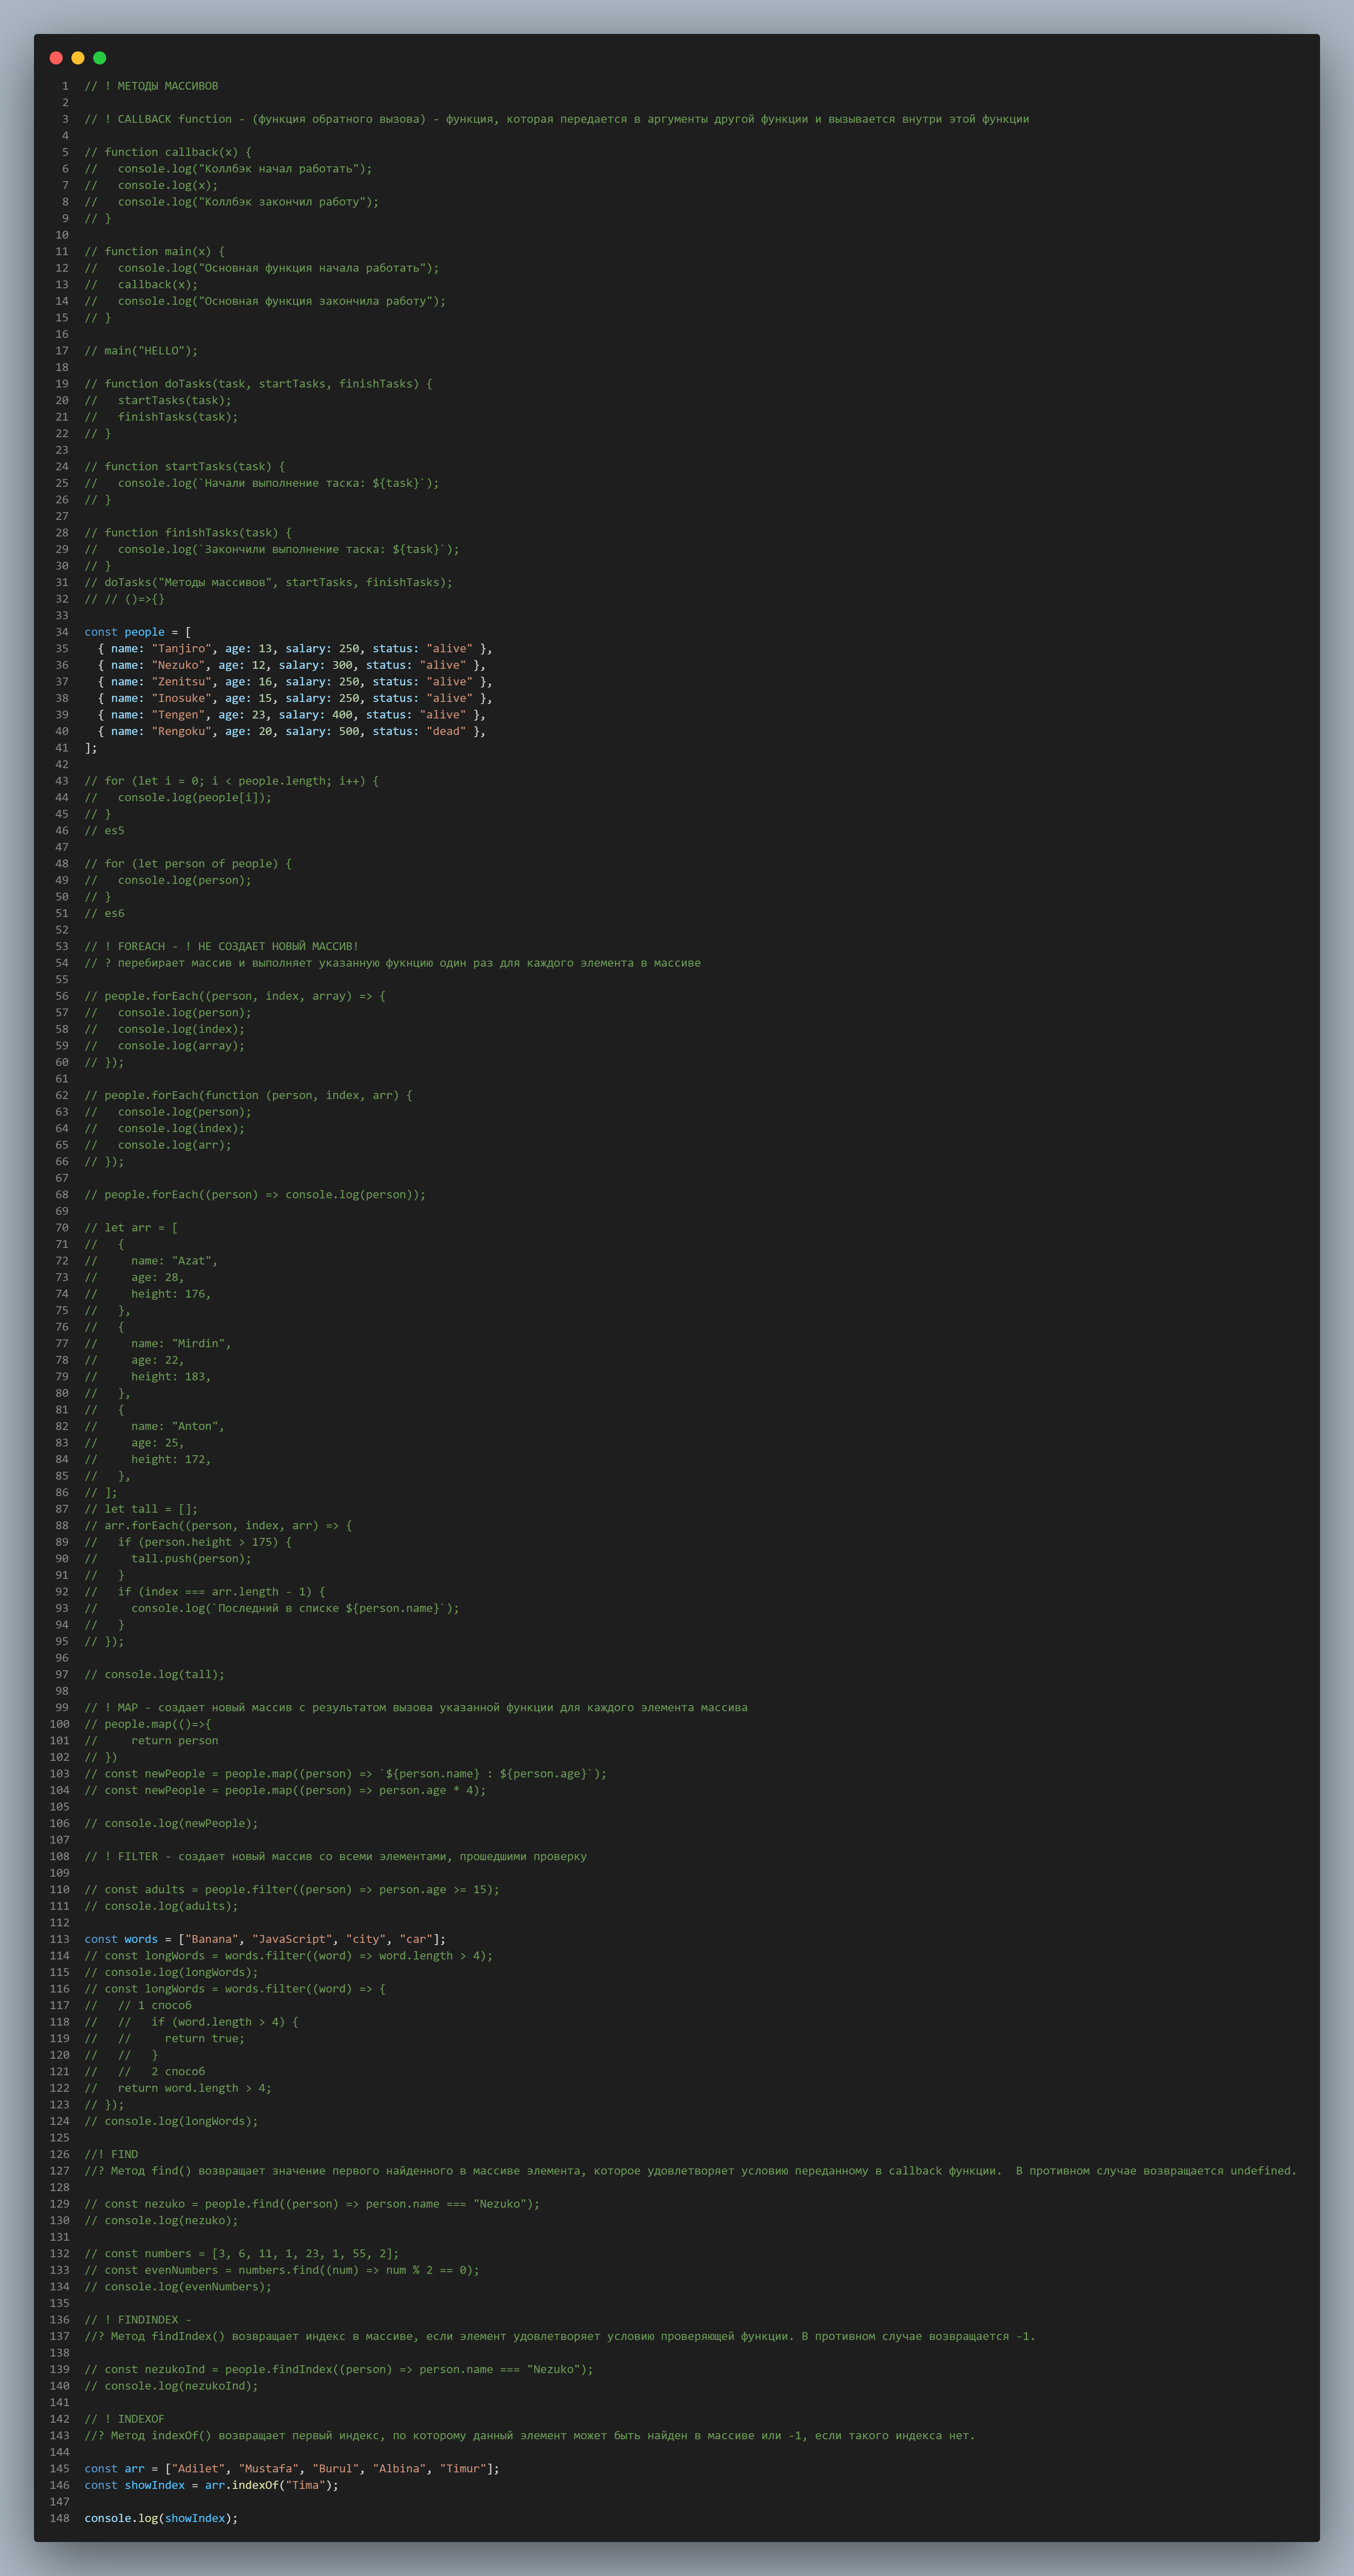 1 // ! МЕТОДЫ МАССИВОВ
2
3 // ! CALLBACK function - (функция обратного вызова) - функция, которая передается в аргументы другой функции и вызывается внутри этой функции
4
5 // function callback(x) {
6 //   console.log("Коллбэк начал работать");
7 //   console.log(x);
8 //   console.log("Коллбэк закончил работу");
9 // }
10
11 // function main(x) {
12 //   console.log("Основная функция начала работать");
13 //   callback(x);
14 //   console.log("Основная функция закончила работу");
15 // }
16
17 // main("HELLO");
18
19 // function doTasks(task, startTasks, finishTasks) {
20 //   startTasks(task);
21 //   finishTasks(task);
22 // }
23
24 // function startTasks(task) {
25 //   console.log(`Начали выполнение таска: ${task}`);
26 // }
27
28 // function finishTasks(task) {
29 //   console.log(`Закончили выполнение таска: ${task}`);
30 // }
31 // doTasks("Методы массивов", startTasks, finishTasks);
32 // // ()=>{}
33
34 const people = [
35   { name: "Tanjiro", age: 13, salary: 250, status: "alive" },
36   { name: "Nezuko", age: 12, salary: 300, status: "alive" },
37   { name: "Zenitsu", age: 16, salary: 250, status: "alive" },
38   { name: "Inosuke", age: 15, salary: 250, status: "alive" },
39   { name: "Tengen", age: 23, salary: 400, status: "alive" },
40   { name: "Rengoku", age: 20, salary: 500, status: "dead" },
41 ];
42
43 // for (let i = 0; i < people.length; i++) {
44 //   console.log(people[i]);
45 // }
46 // es5
47
48 // for (let person of people) {
49 //   console.log(person);
50 // }
51 // es6
52
53 // ! FOREACH - ! НЕ СОЗДАЕТ НОВЫЙ МАССИВ!
54 // ? перебирает массив и выполняет указанную фукнцию один раз для каждого элемента в массиве
55
56 // people.forEach((person, index, array) => {
57 //   console.log(person);
58 //   console.log(index);
59 //   console.log(array);
60 // });
61
62 // people.forEach(function (person, index, arr) {
63 //   console.log(person);
64 //   console.log(index);
65 //   console.log(arr);
66 // });
67
68 // people.forEach((person) => console.log(person));
69
70 // let arr = [
71 //   {
72 //     name: "Azat",
73 //     age: 28,
74 //     height: 176,
75 //   },
76 //   {
77 //     name: "Mirdin",
78 //     age: 22,
79 //     height: 183,
80 //   },
81 //   {
82 //     name: "Anton",
83 //     age: 25,
84 //     height: 172,
85 //   },
86 // ];
87 // let tall = [];
88 // arr.forEach((person, index, arr) => {
89 //   if (person.height > 175) {
90 //     tall.push(person);
91 //   }
92 //   if (index === arr.length - 1) {
93 //     console.log(`Последний в списке ${person.name}`);
94 //   }
95 // });
96
97 // console.log(tall);
98
99 // ! MAP - создает новый массив с результатом вызова указанной функции для каждого элемента массива
100 // people.map(()=>{
101 //     return person
102 // })
103 // const newPeople = people.map((person) => `${person.name} : ${person.age}`);
104 // const newPeople = people.map((person) => person.age * 4);
105
106 // console.log(newPeople);
107
108 // ! FILTER - создает новый массив со всеми элементами, прошедшими проверку
109
110 // const adults = people.filter((person) => person.age >= 15);
111 // console.log(adults);
112
113 const words = ["Banana", "JavaScript", "city", "car"];
114 // const longWords = words.filter((word) => word.length > 4);
115 // console.log(longWords);
116 // const longWords = words.filter((word) => {
117 //   // 1 способ
118 //   //   if (word.length > 4) {
119 //   //     return true;
120 //   //   }
121 //   //   2 способ
122 //   return word.length > 4;
123 // });
124 // console.log(longWords);
125
126 //! FIND
127 //? Метод find() возвращает значение первого найденного в массиве элемента, которое удовлетворяет условию переданному в callback функции.  В противном случае возвращается undefined.
128
129 // const nezuko = people.find((person) => person.name === "Nezuko");
130 // console.log(nezuko);
131
132 // const numbers = [3, 6, 11, 1, 23, 1, 55, 2];
133 // const evenNumbers = numbers.find((num) => num % 2 == 0);
134 // console.log(evenNumbers);
135
136 // ! FINDINDEX -
137 //? Метод findIndex() возвращает индекс в массиве, если элемент удовлетворяет условию проверяющей функции. В противном случае возвращается -1.
138
139 // const nezukoInd = people.findIndex((person) => person.name === "Nezuko");
140 // console.log(nezukoInd);
141
142 // ! INDEXOF
143 //? Метод indexOf() возвращает первый индекс, по которому данный элемент может быть найден в массиве или -1, если такого индекса нет.
144
145 const arr = ["Adilet", "Mustafa", "Burul", "Albina", "Timur"];
146 const showIndex = arr.indexOf("Tima");
147
148 console.log(showIndex);